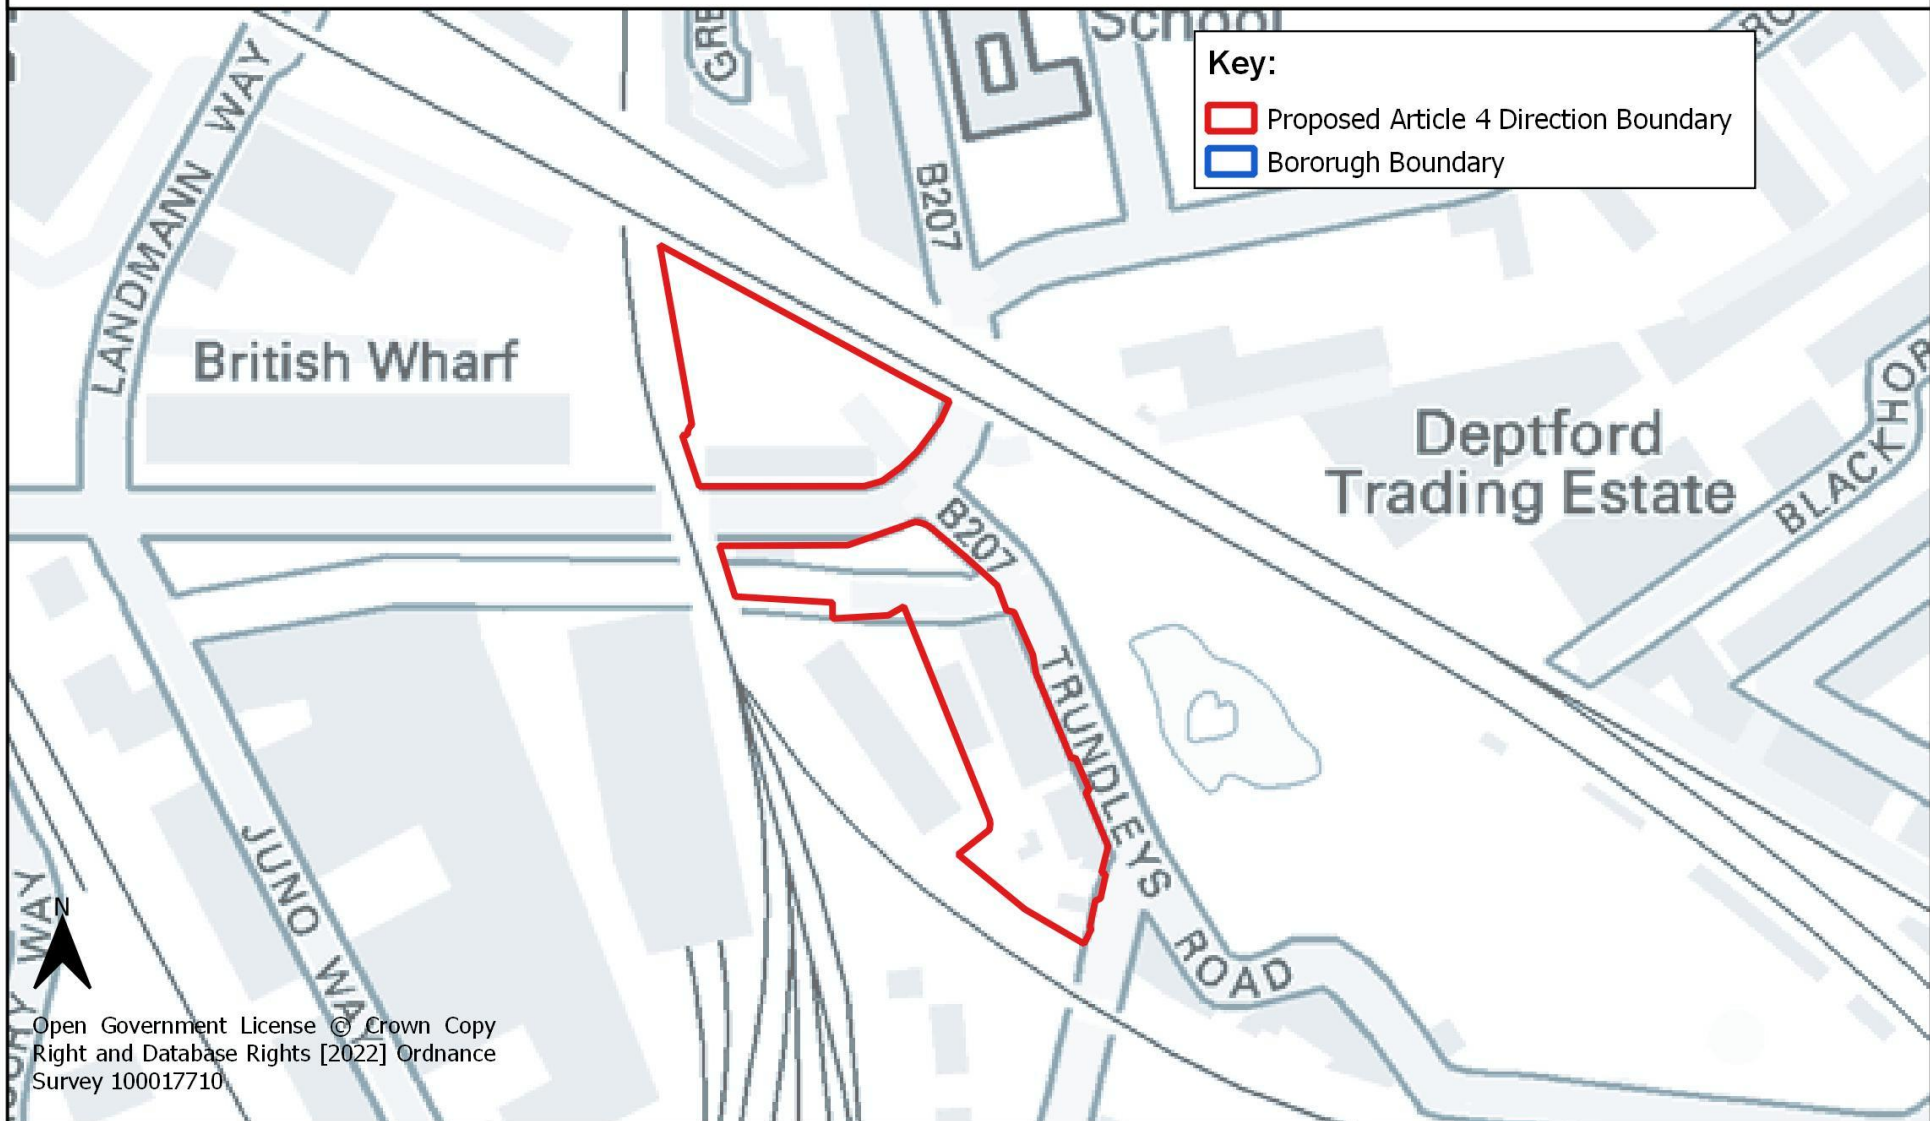 School
Key:
Proposed Article 4 Direction Boundary
Bororugh Boundary
LANDMANN WAY
B207
British Wharf
Deptford
Trading Estate
B207
TRUNDLEYS ROAD
JUNO WAY
WAY
N
Open Government License © Crown Copy
Right and Database Rights [2022] Ordnance
Survey 100017710